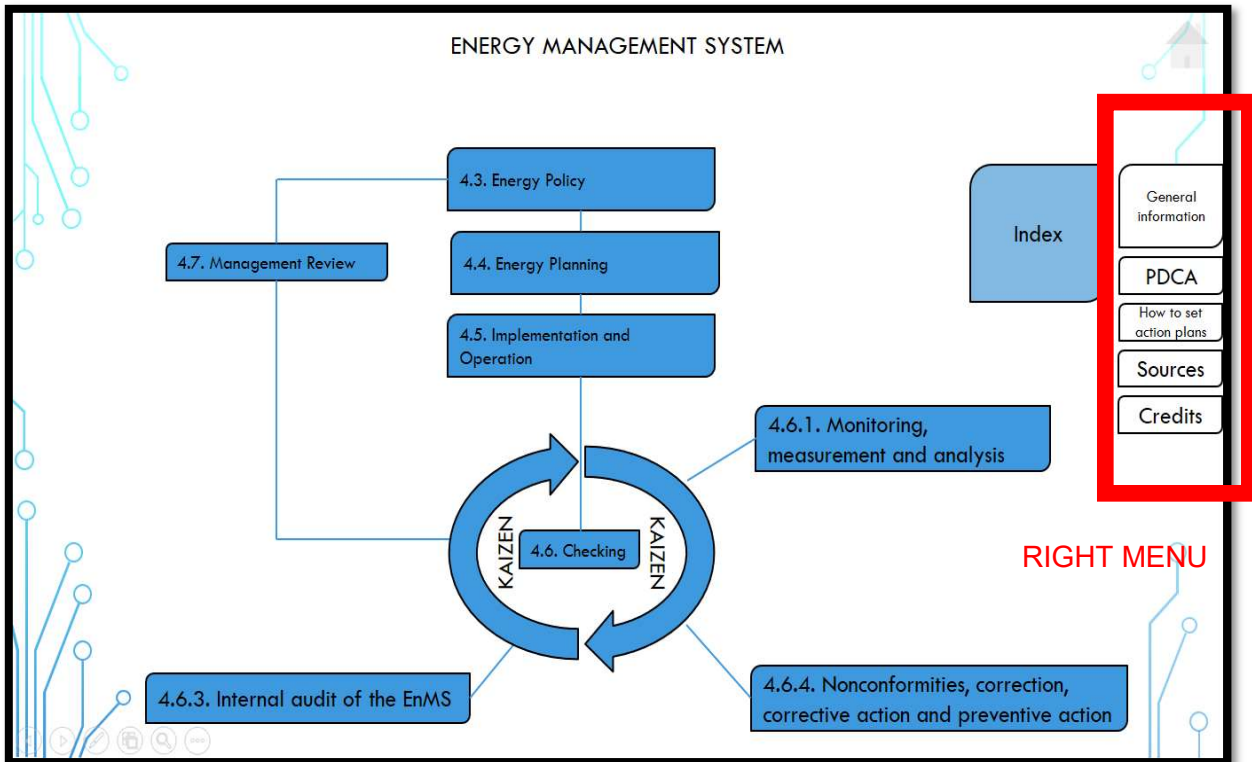 ENERGY MANAGEMENT SYSTEM
4.3. Energy Policy
4.7. Management Review
4.4. Energy Planning
4.5. Implementation and
Operation
Index
General
information
PDCA
How to set
action plans
Sources
Credits
4.6.1. Monitoring,
measurement and analysis
KAIZEN
4.6. Checking
KAIZEN
RIGHT MENU
4.6.3. Internal audit of the EnMS
4.6.4. Nonconformities, correction,
corrective action and preventive action